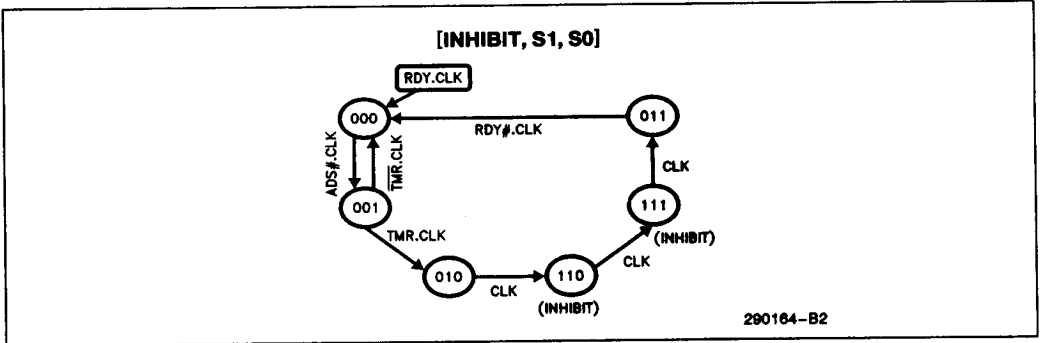 [INHIBIT, S1, S0]
RDY.CLK
000
011
RDY#.CLK
ADS#.CLK
T̅M̅R̅.CLK
CLK
001
111
(INHIBIT)
TMR.CLK
CLK
010
110
CLK
(INHIBIT)
290164-B2